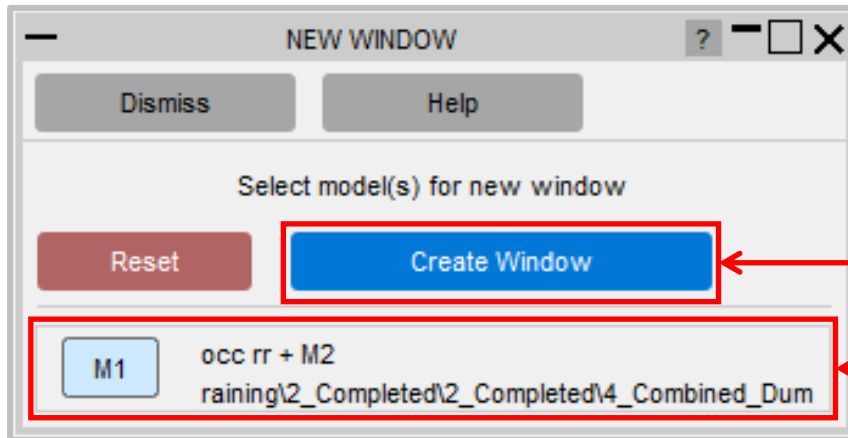 NEW WINDOW ?
Dismiss Help
Select model(s) for new window
Reset Create Window
M1 occ rr + M2
raining\2_Completed\2_Completed\4_Combined_Dum